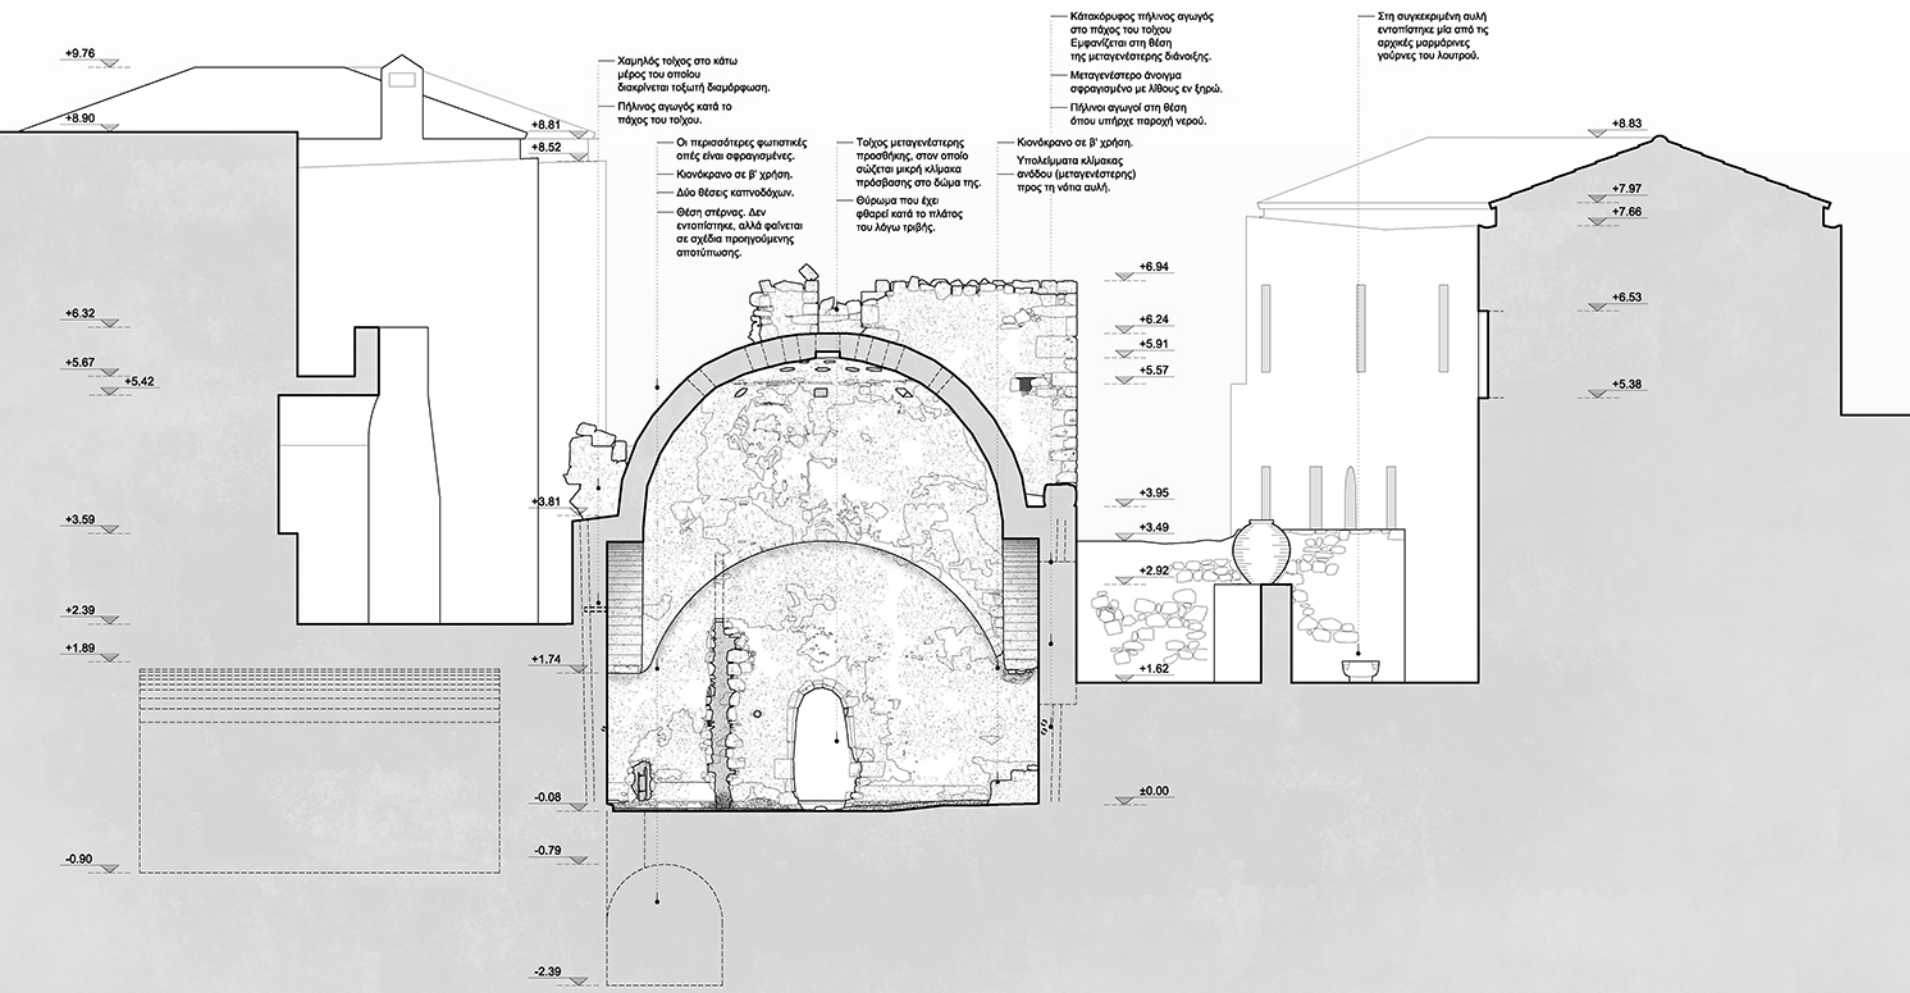 Χαμηλός τοίχος στο κάτω
μέρος του οποίου
διακρίνεται τοξωτή διαμόρφωση.
Πήλινος αγωγός κατά το
πάχος του τοίχου.
Οι περισσότερες φωτιστικές
οπές είναι σφραγισμένες.
Κιονόκρανο σε β' χρήση.
Δύο θέσεις καπνοδόχων.
Θέση στέρνας. Δεν
εντοπίστηκε, αλλά φαίνεται
σε σχέδια προηγούμενης
αποτύπωσης.
Τοίχος μεταγενέστερης
προσθήκης, στον οποίο
σώζεται μικρή κλίμακα
πρόσβασης στο δώμα της.
Θύρωμα που έχει
φθαρεί κατά το πλάτος
του λόγω τριβής.
Κάτακόρυφος πήλινος αγωγός
στο πάχος του τοίχου
Εμφανίζεται στη θέση
της μεταγενέστερης διάνοιξης.
Μεταγενέστερο άνοιγμα
σφραγισμένο με λίθους εν ξηρώ.
Πήλινοι αγωγοί στη θέση
όπου υπήρχε παροχή νερού.
Κιονόκρανο σε β' χρήση.
Υπολείμματα κλίμακας
ανόδου (μεταγενέστερης)
προς τη νότια αυλή.
Στη συγκεκριμένη αυλή
εντοπίστηκε μία από τις
αρχικές μαρμάρινες
γούρνες του λουτρού.
+9.76
+8.90
+6.32
+5.67
+5.42
+3.59
+2.39
+1.89
-0.90
+8.81
+8.52
+3.81
+1.74
-0.08
-0.79
-2.39
+6.94
+6.24
+5.91
+5.57
+3.95
+3.49
+2.92
+1.62
±0.00
+8.83
+7.97
+7.66
+6.53
+5.38